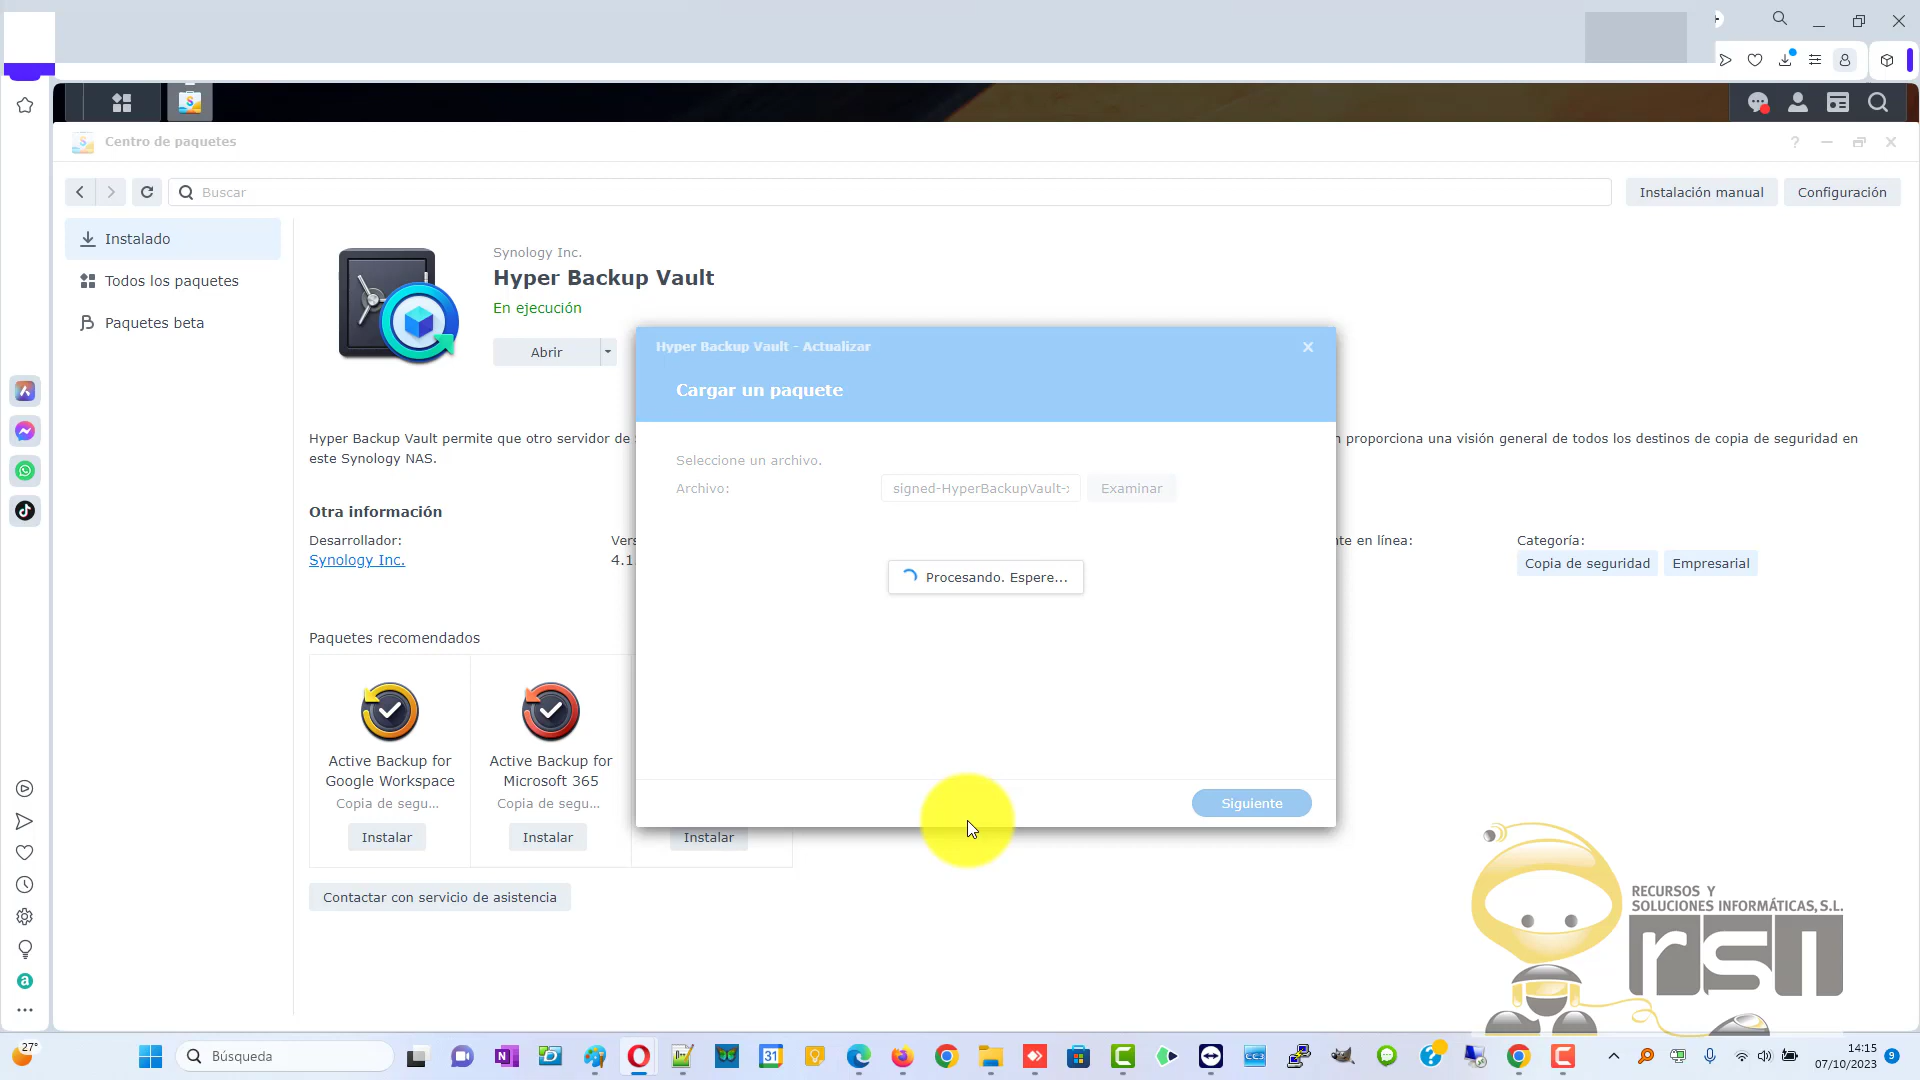 Centro de paquetes
Buscar
Instalación manual
Configuración
Instalado
Todos los paquetes
Paquetes beta
Synology Inc.
Hyper Backup Vault
En ejecución
Abrir
Hyper Backup Vault - Actualizar
Cargar un paquete
Hyper Backup Vault permite que otro servidor de
proporciona una visión general de todos los destinos de copia de seguridad en
este Synology NAS.
Seleccione un archivo.
Archivo:
signed-HyperBackupVault-
Examinar
Otra información
Desarrollador:
Synology Inc.
Vers
4.1.
te en línea:
Categoría:
Copia de seguridad
Empresarial
Procesando. Espere...
Paquetes recomendados
Active Backup for
Google Workspace
Copia de segu...
Instalar
Active Backup for
Microsoft 365
Copia de segu...
Instalar
Instalar
Siguiente
Contactar con servicio de asistencia
RECURSOS Y
SOLUCIONES INFORMÁTICAS, S.L.
rsi
27°
Búsqueda
31
14:15
07/10/2023
9